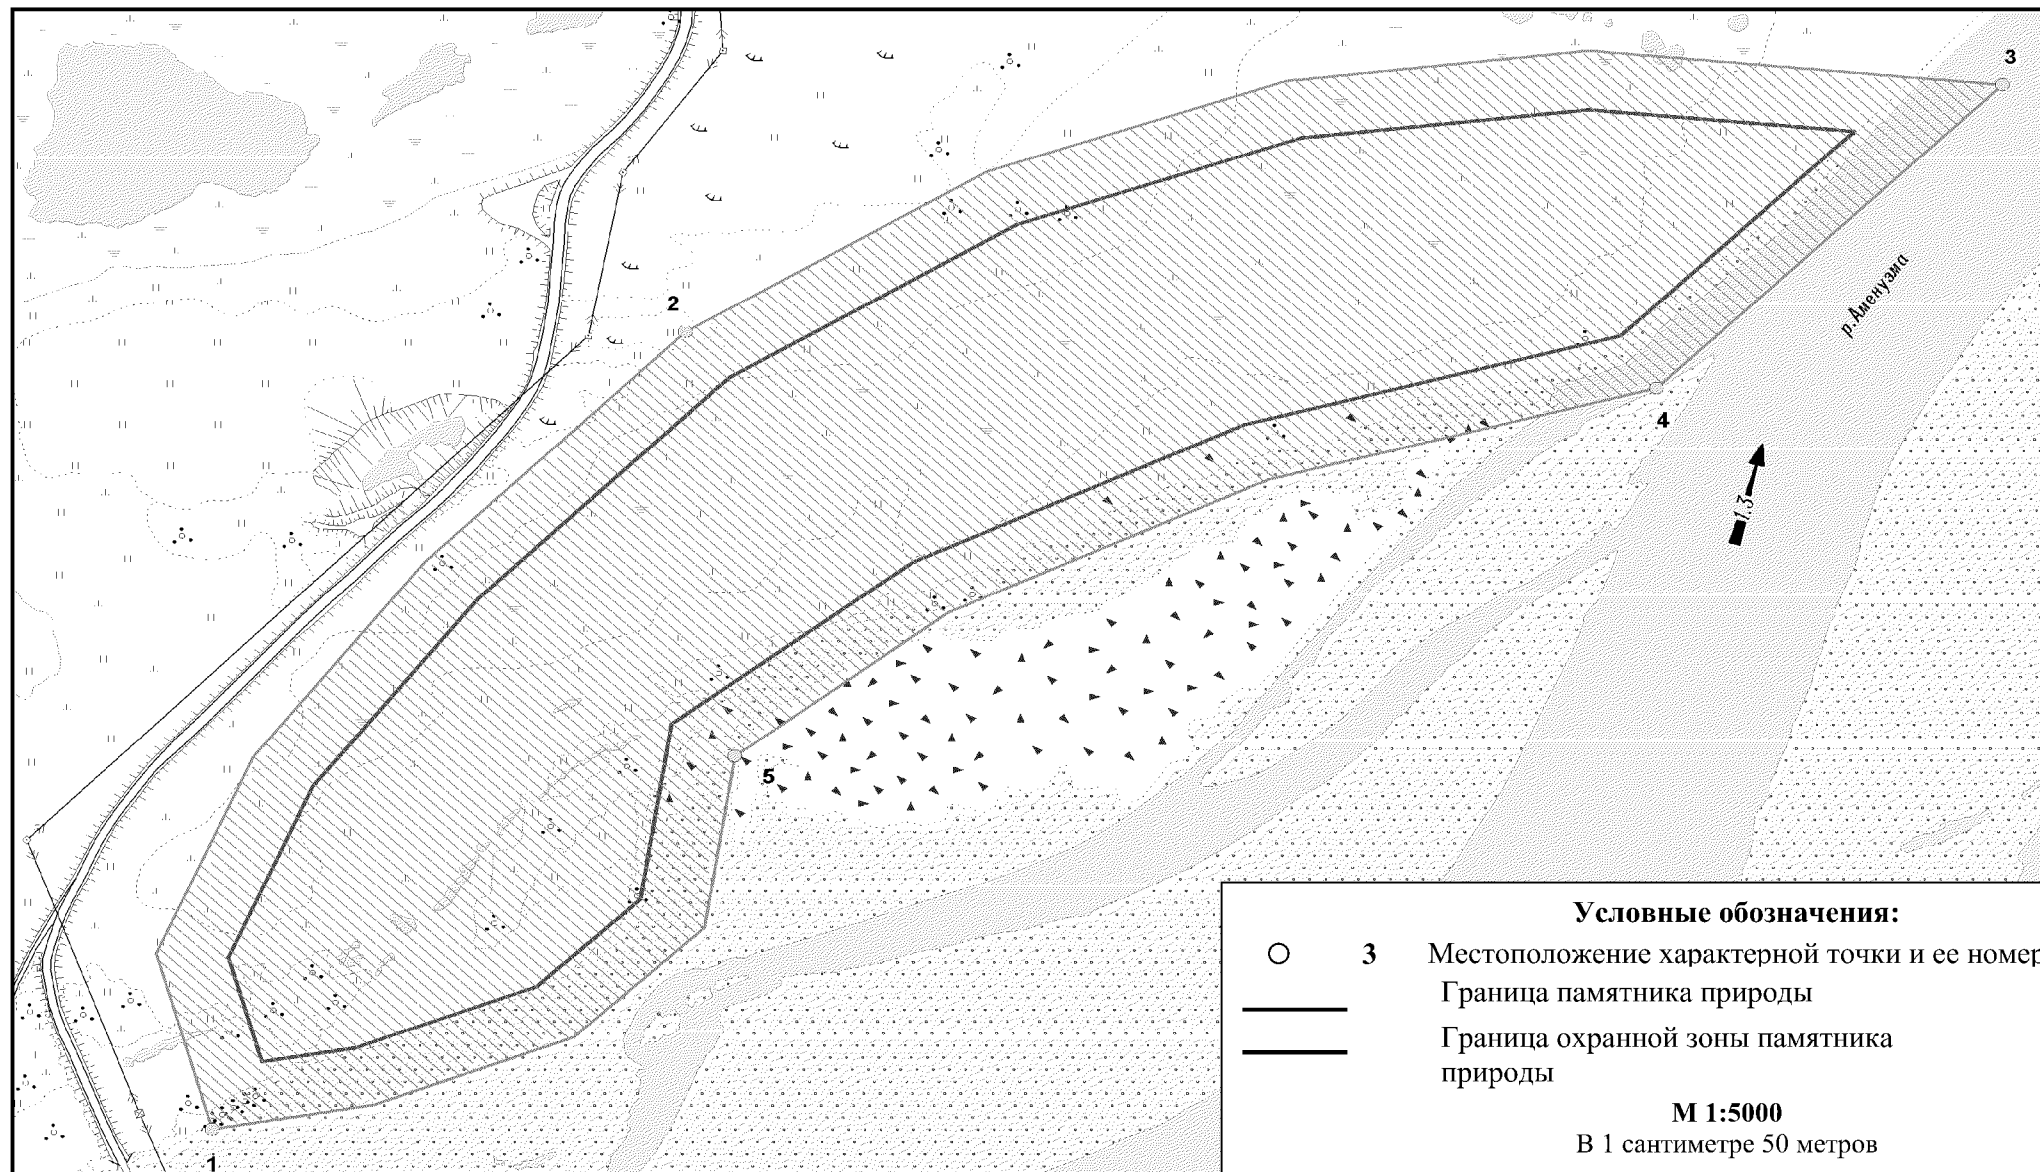 3
2
р.Аменузма
4
1.3
5
1
Условные обозначения:
3 Местоположение характерной точки и ее номер
Граница памятника природы
Граница охранной зоны памятника
природы
М 1:5000
В 1 сантиметре 50 метров